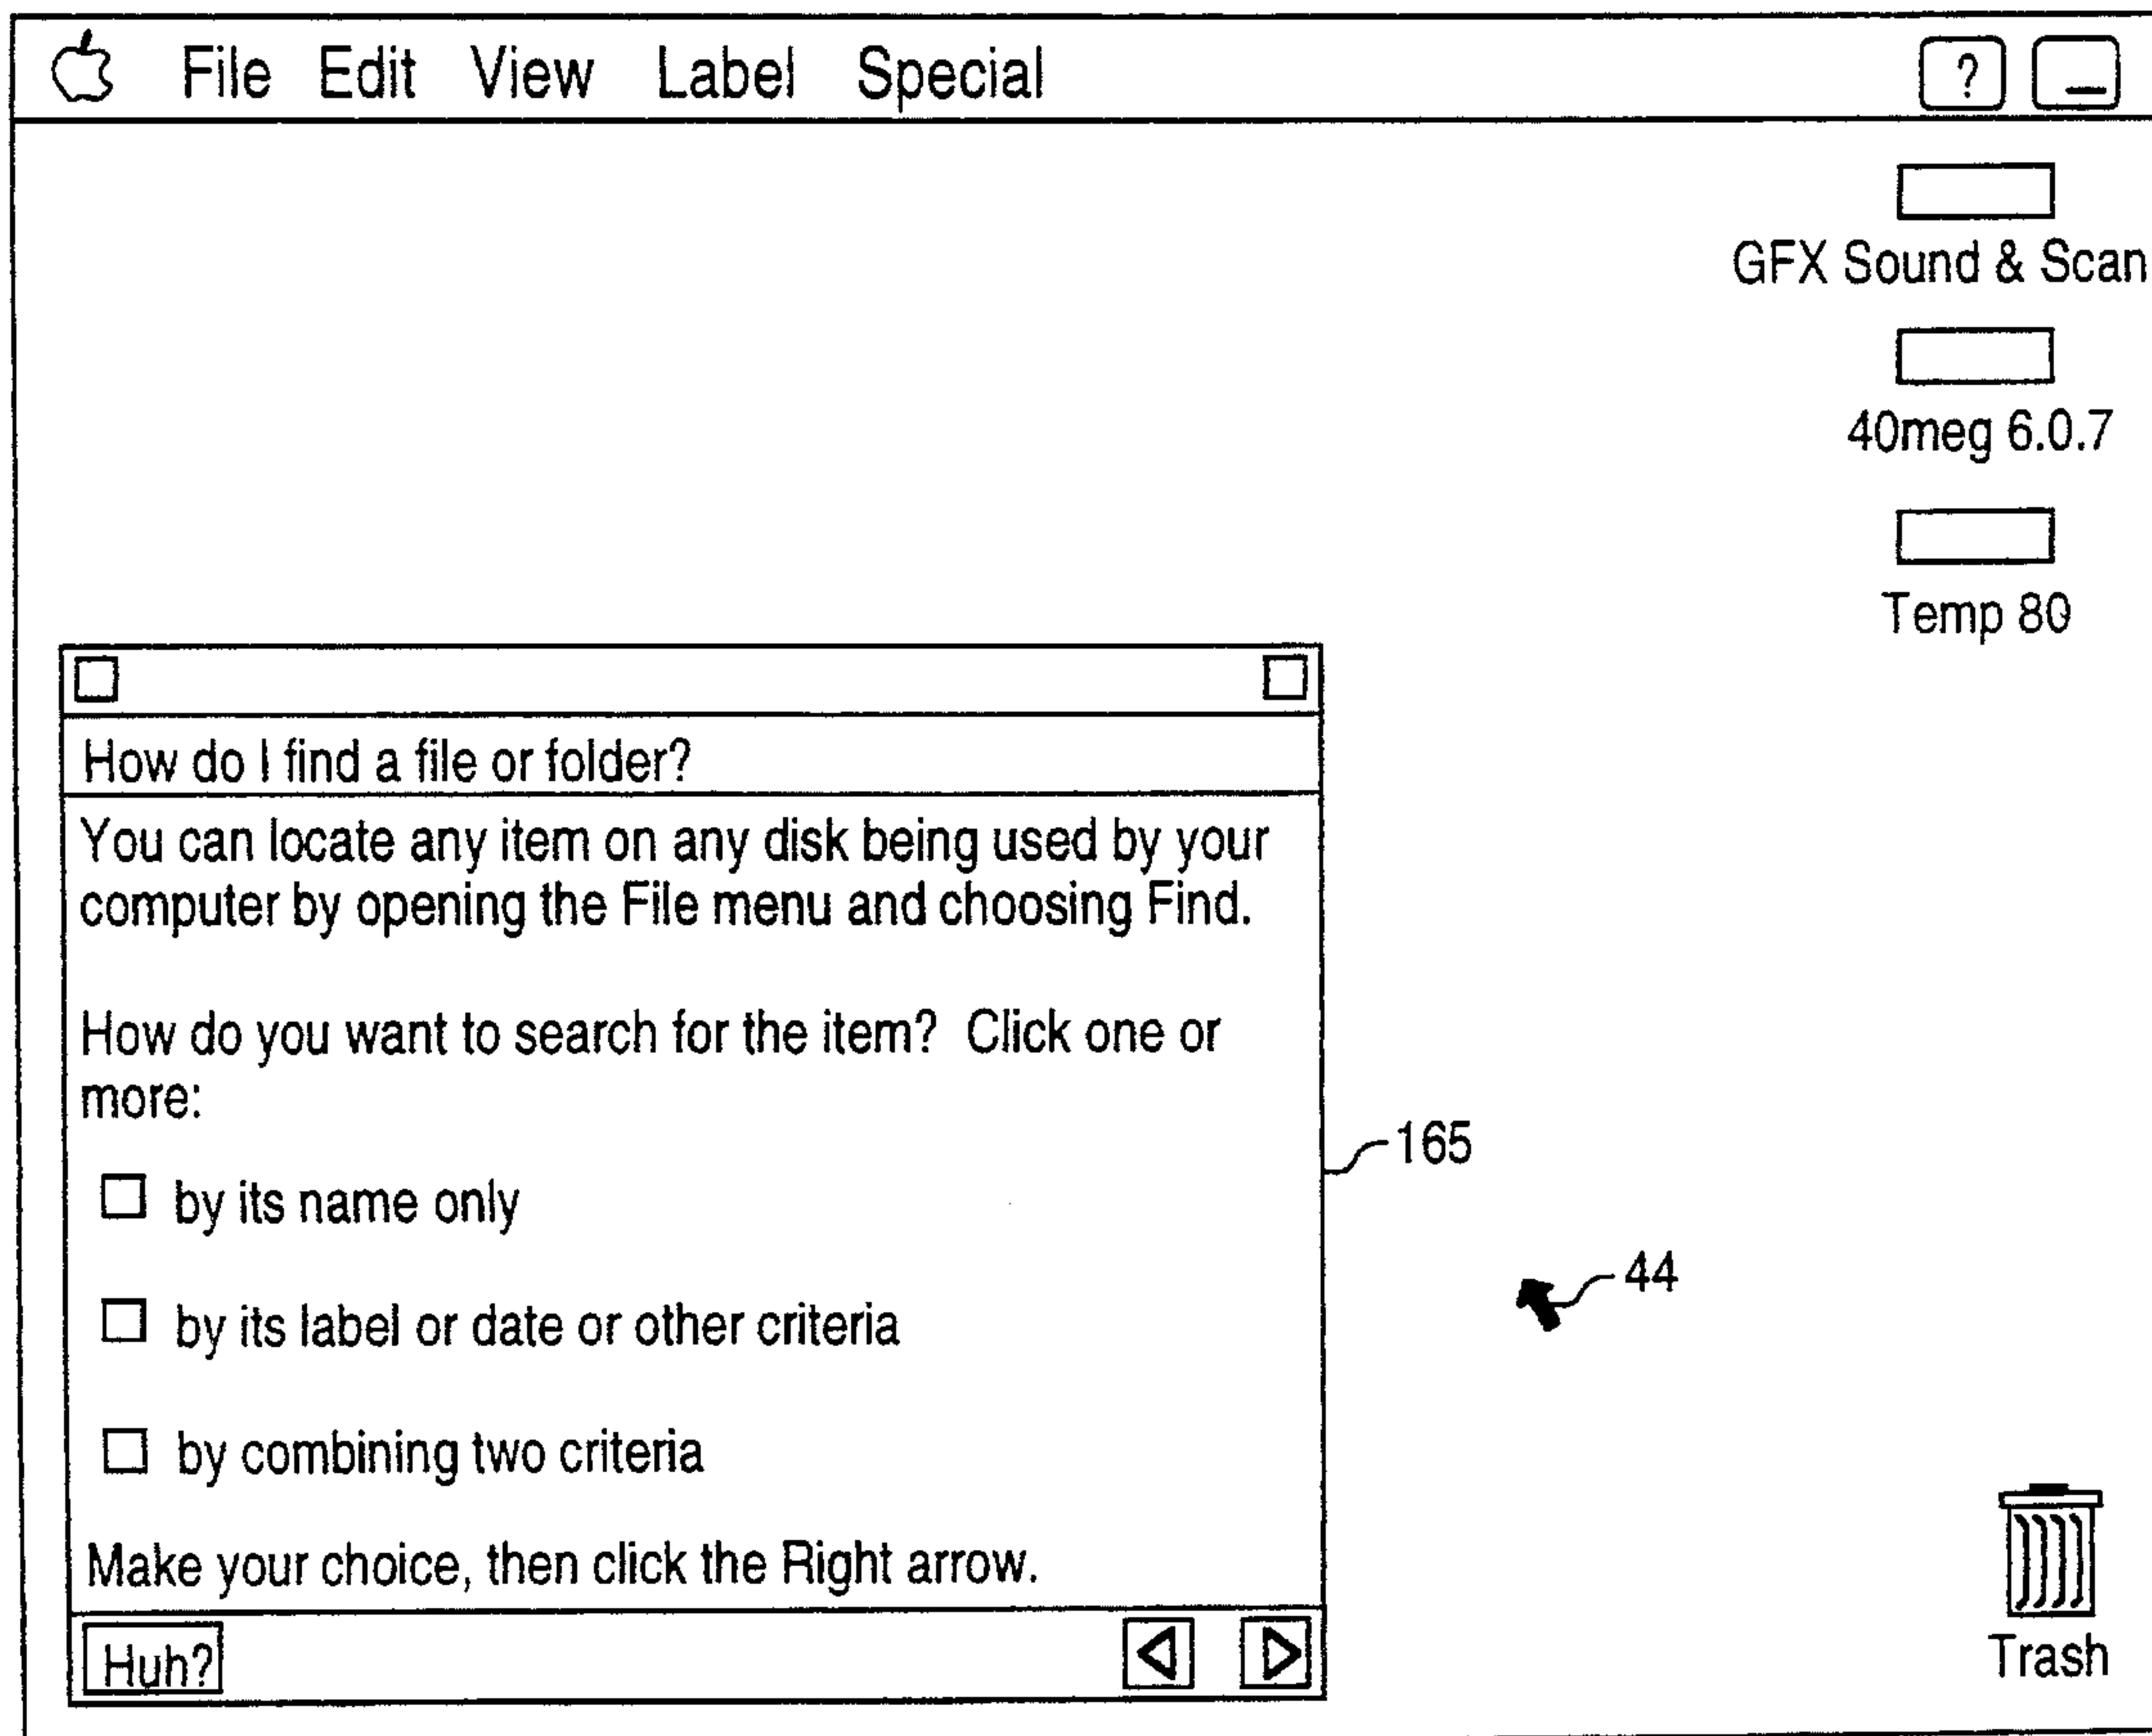 File Edit View Label Special ?
GFX Sound & Scan
40meg 6.0.7
Temp 80
How do I find a file or folder?
You can locate any item on any disk being used by your
computer by opening the File menu and choosing Find.
How do you want to search for the item? Click one or
more:
by its name only
by its label or date or other criteria
by combining two criteria
Make your choice, then click the Right arrow.
Huh?
165
44
Trash